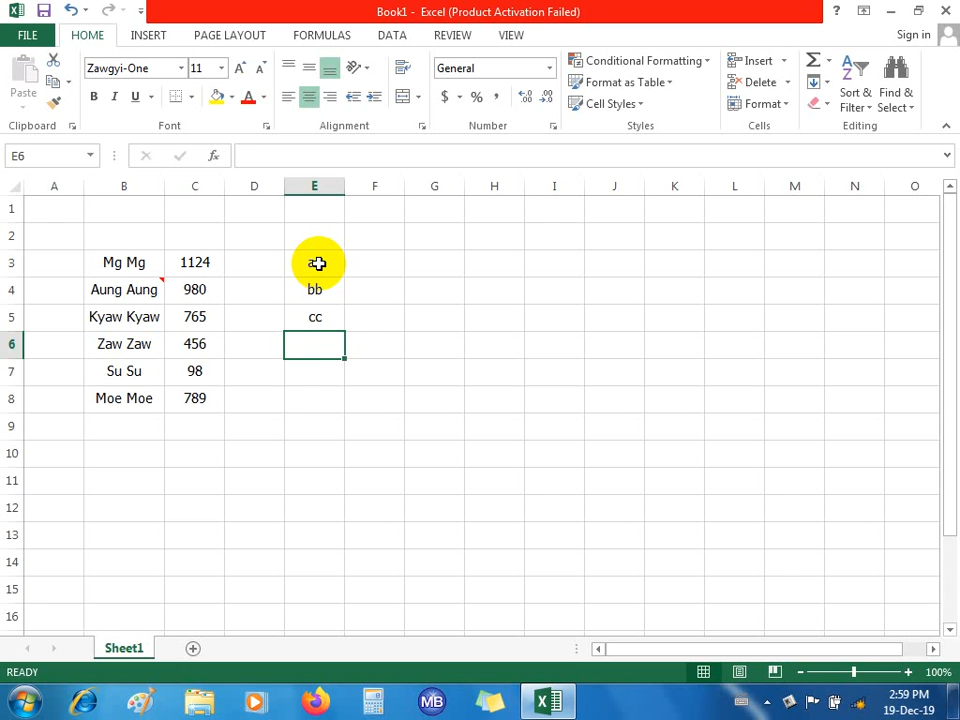 Book1 - Excel (Product Activation Failed)
FILE HOME INSERT PAGE LAYOUT FORMULAS DATA REVIEW VIEW Sign in
Paste Zawgyi-One 11 General Conditional Formatting Insert Sort & Find &
B I U A $ % , Format as Table Delete Filter Select
Cell Styles Format
Clipboard Font Alignment Number Styles Cells Editing
E6 fx
A B C D E F G H I J K L M N O
1
2
3 Mg Mg 1124
4 Aung Aung 980 bb
5 Kyaw Kyaw 765 cc
6 Zaw Zaw 456
7 Su Su 98
8 Moe Moe 789
9
10
11
12
13
14
15
16
Sheet1
READY 100%
MB 2:59 PM
19-Dec-19